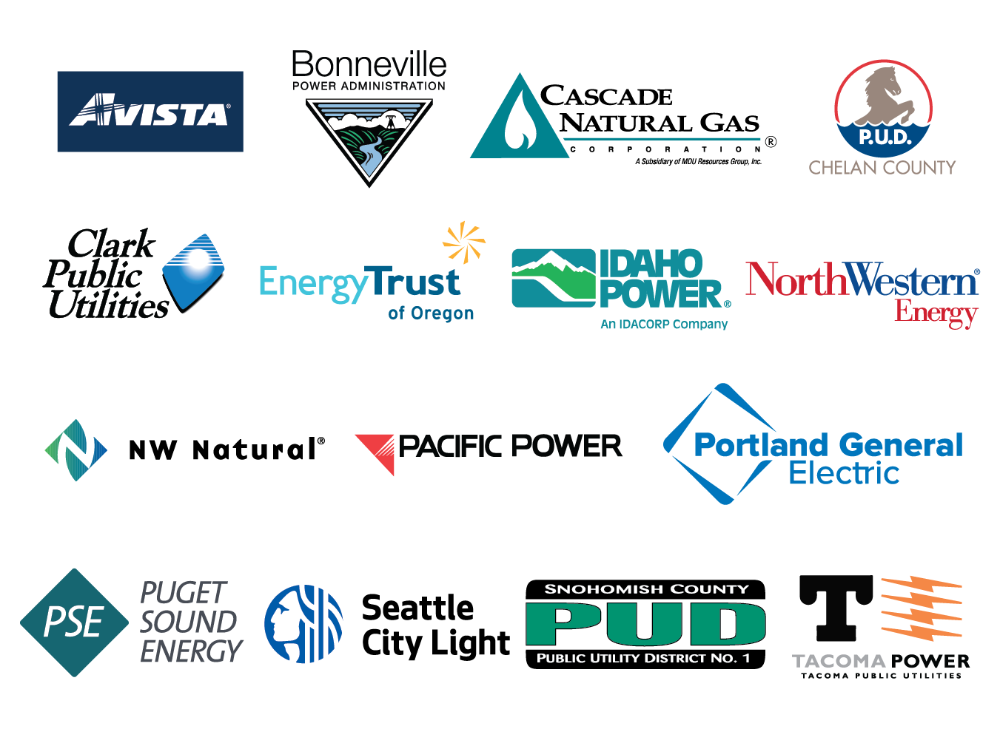 AVISTA®
Bonneville
POWER ADMINISTRATION
CASCADE
NATURAL GAS
CORPORATION ®
A Subsidiary of MDU Resources Group, Inc.
P.U.D.
CHELAN COUNTY
Clark
Public
Utilities
EnergyTrust
of Oregon
IDAHO
POWER®
An IDACORP Company
NorthWestern®
Energy
NW Natural®
PACIFIC POWER
Portland General
Electric
PSE
PUGET
SOUND
ENERGY
Seattle
City Light
SNOHOMISH COUNTY
PUD
PUBLIC UTILITY DISTRICT NO. 1
T
TACOMA POWER
TACOMA PUBLIC UTILITIES